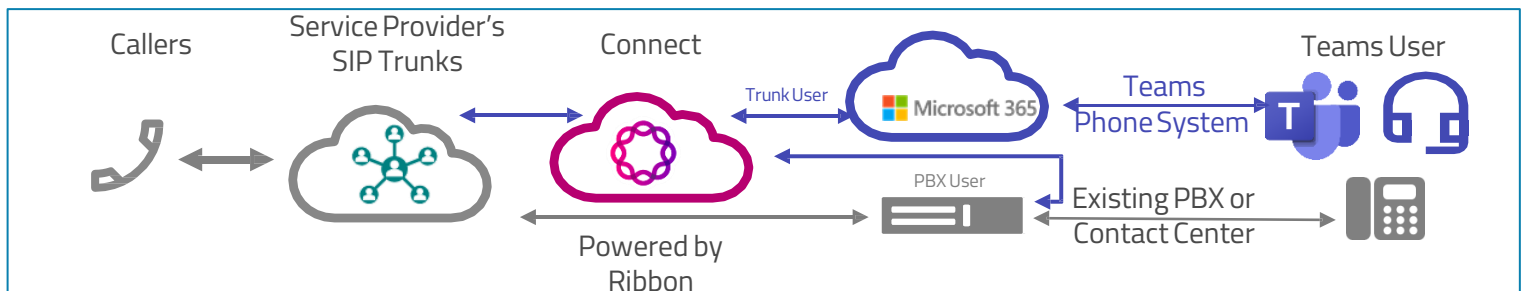 Callers
Service Provider's
SIP Trunks
Connect
Trunk User
Microsoft 365
Teams
Phone System
Teams User
T
PBX User
Existing PBX or
Contact Center
Powered by
Ribbon